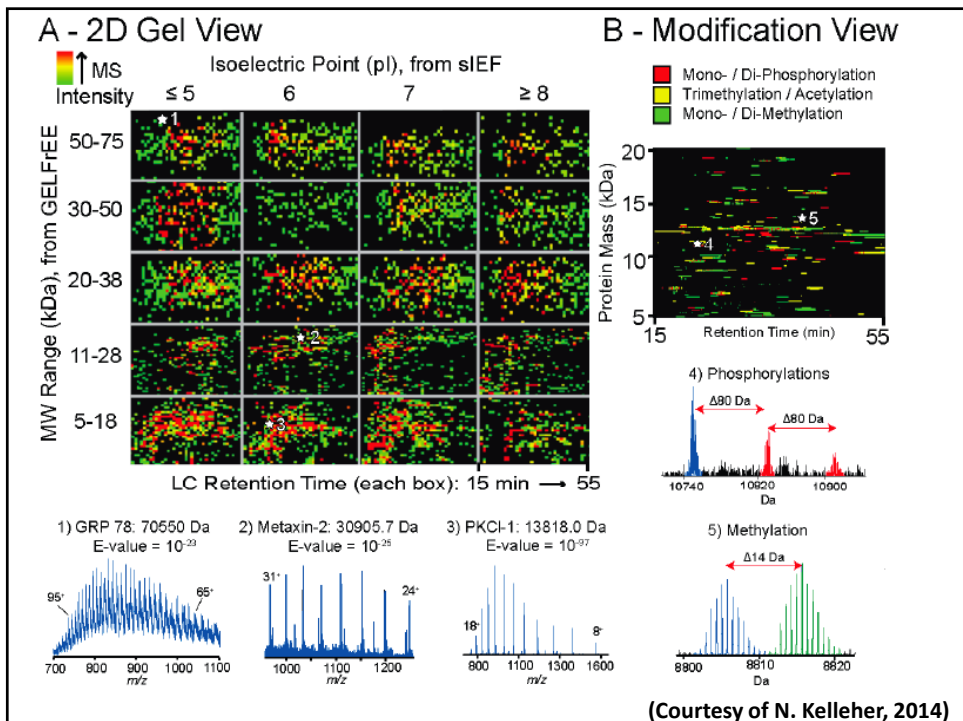 A - 2D Gel View
MS
Intensity
Isoelectric Point (pI), from sIEF
≤ 5 6 7 ≥ 8
MW Range (kDa), from GELFrEE
50-75
30-50
20-38
11-28
5-18
1
2
3
LC Retention Time (each box): 15 min → 55
1) GRP 78: 70550 Da
E-value = 10⁻²³
95⁺
65⁺
700 800 900 1000 1100
m/z
2) Metaxin-2: 30905.7 Da
E-value = 10⁻²⁵
31⁺
24⁺
1000 1100 1200
m/z
3) PKCI-1: 13818.0 Da
E-value = 10⁻⁹⁷
18⁺
8⁺
800 1100 1300 1600
m/z
B - Modification View
Mono- / Di-Phosphorylation
Trimethylation / Acetylation
Mono- / Di-Methylation
Protein Mass (kDa)
20
15
10
5
4
5
15 Retention Time (min) 55
4) Phosphorylations
Δ80 Da
Δ80 Da
10740 10920 10900
Da
5) Methylation
Δ14 Da
8800 8810 8820
Da
(Courtesy of N. Kelleher, 2014)